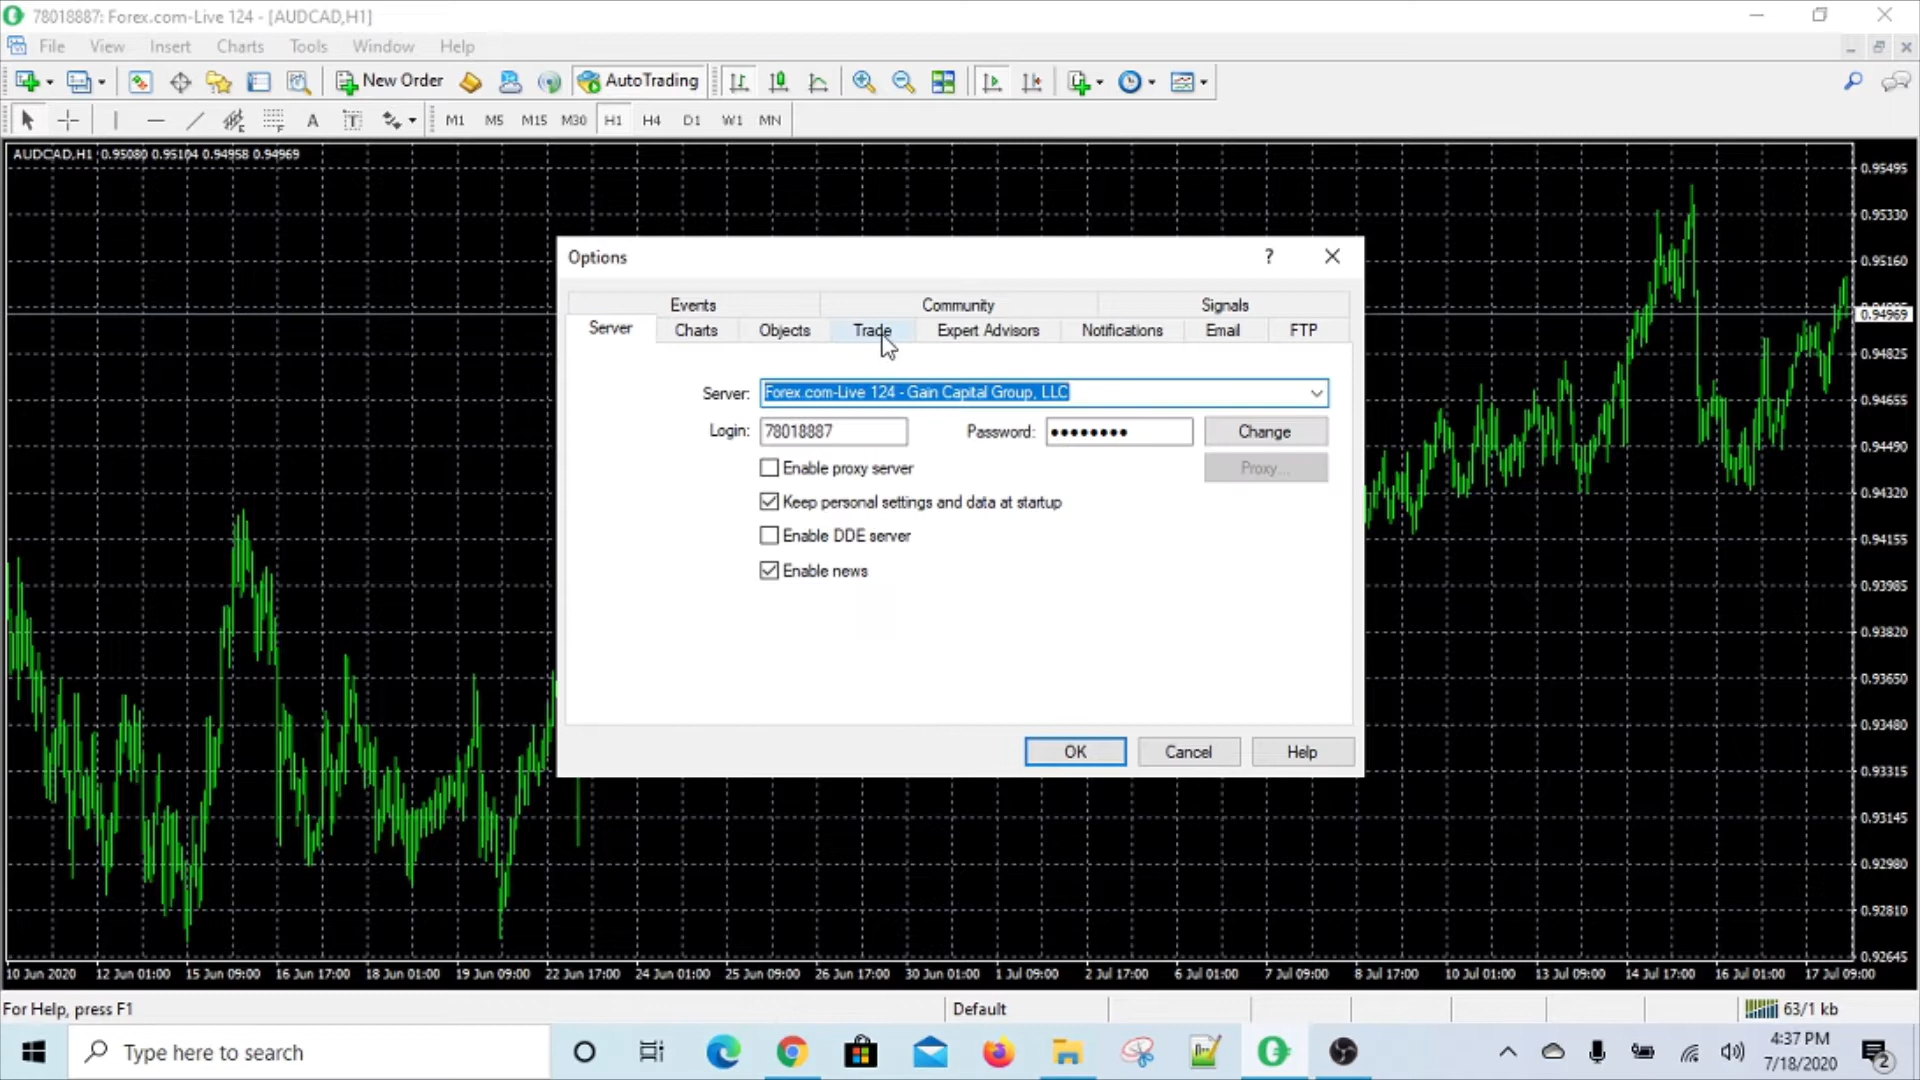 78018887: Forex.com-Live 124 - [AUDCAD,H1]
File View Insert Charts Tools Window Help
New Order AutoTrading
A T M1 M5 M15 M30 H1 H4 D1 W1 MN
AUDCAD,H1 0.95080 0.95104 0.94958 0.94969
0.95495
0.95330
0.95160
0.94969
0.94825
0.94655
0.94490
0.94320
0.94155
0.93985
0.93820
0.93650
0.93480
0.93315
0.93145
0.92980
0.92810
0.92645
Options ?
Events Community Signals
Server Charts Objects Trade Expert Advisors Notifications Email FTP
Server: Forex.com-Live 124 - Gain Capital Group, LLC
Login: 78018887 Password: ●●●●●●●● Change
Enable proxy server Proxy...
Keep personal settings and data at startup
Enable DDE server
Enable news
OK Cancel Help
10 Jun 2020 12 Jun 01:00 15 Jun 09:00 16 Jun 17:00 18 Jun 01:00 19 Jun 09:00 22 Jun 17:00 24 Jun 01:00 25 Jun 09:00 26 Jun 17:00 30 Jun 01:00 1 Jul 09:00 2 Jul 17:00 6 Jul 01:00 7 Jul 09:00 8 Jul 17:00 10 Jul 01:00 13 Jul 09:00 14 Jul 17:00 16 Jul 01:00 17 Jul 09:00
For Help, press F1 Default 63/1 kb
Type here to search
4:37 PM
7/18/2020
2